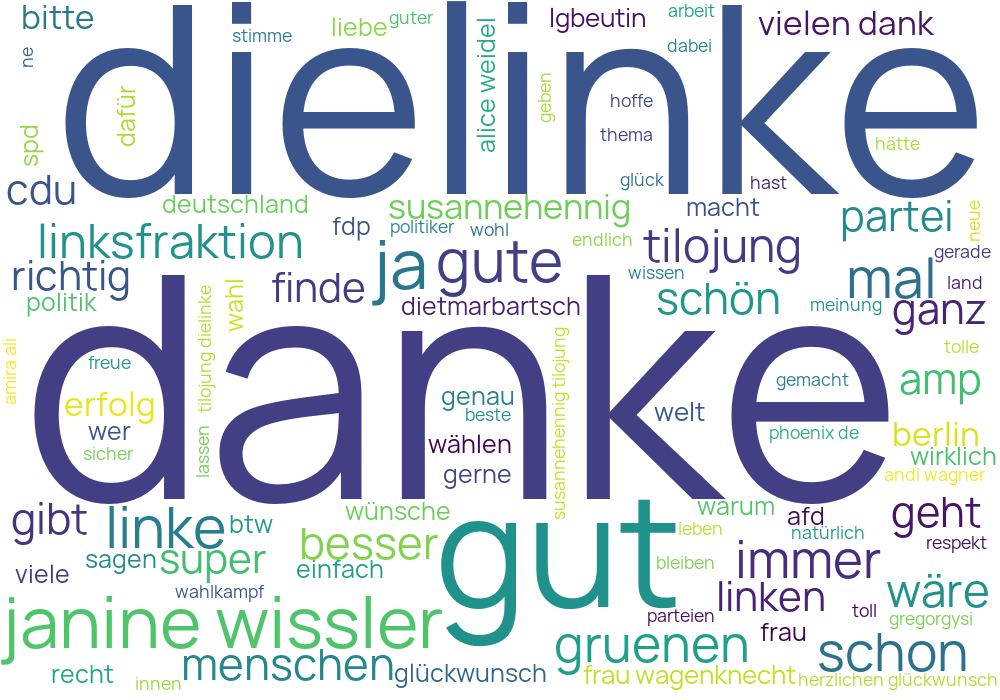 bitte
stimme
liebe
guter
lgbeutin
arbeit
vielen dank
ne
dielinke
dabei
alice weidel
geben
dafür
hoffe
thema
hätte
spd
glück
hast
cdu
deutschland
susannehennig
macht
partei
neue
linksfraktion
fdp
politiker
wohl
endlich
tilojung
gerade
richtig
ja
gute
wissen
mal
land
finde
schön
politik
wahl
dietmarbartsch
meinung
ganz
danke
amira ali
tilojung dielinke
susannehennig tilojung
tolle
freue
gemacht
amp
erfolg
genau
beste
welt
wer
wählen
phoenix de
berlin
sicher
lassen
gerne
wirklich
andi wagner
gibt
linke
btw
wünsche
gut
warum
afd
geht
leben
natürlich
sagen
super
besser
einfach
immer
respekt
viele
bleiben
wahlkampf
linken
wäre
janine wissler
parteien
toll
gregorgysi
frau
gruenen
schon
recht
menschen
glückwunsch
innen
frau wagenknecht
herzlichen glückwunsch